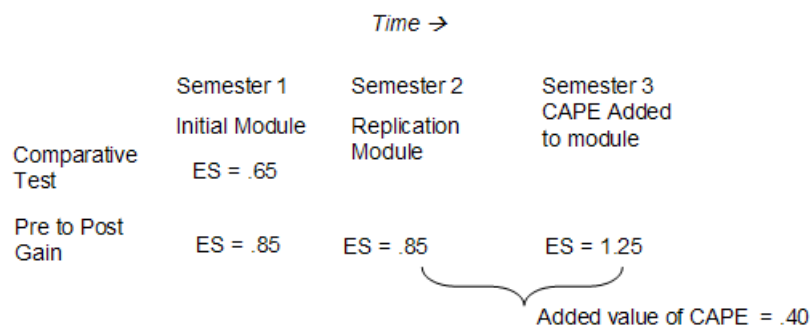 Time →
Semester 1 Semester 2 Semester 3
Initial Module Replication Module CAPE Added to module
Comparative Test ES = .65
Pre to Post Gain ES = .85 ES = .85 ES = 1.25
Added value of CAPE = .40